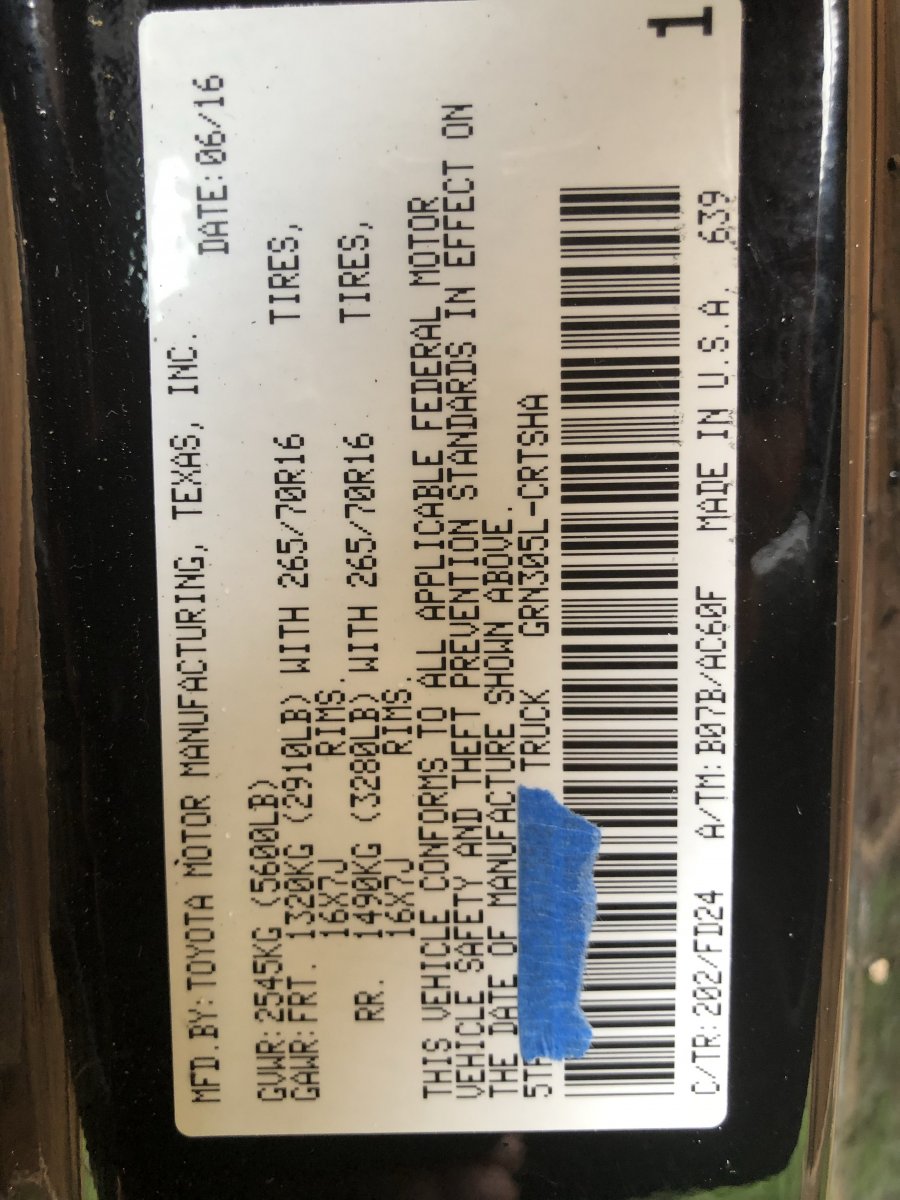 MFD.BY:TOYOTA MOTOR MANUFACTURING, TEXAS, INC.
DATE:06/16
GVWR:2545KG (5600LB)
GAWR:FRT. 1320KG (2910LB) WITH 265/70R16 TIRES,
16X7J RIMS.
RR. 1490KG (3280LB) WITH 265/70R16 TIRES,
16X7J RIMS.
THIS VEHICLE CONFORMS TO ALL APPLICABLE FEDERAL MOTOR
VEHICLE SAFETY AND THEFT PREVENTION STANDARDS IN EFFECT ON
THE DATE OF MANUFACTURE SHOWN ABOVE.
5TF TRUCK GRN305L-CRTSHA
C/TR:202/FD24 A/TM:B07B/AC60F MADE IN U.S.A. 639
1